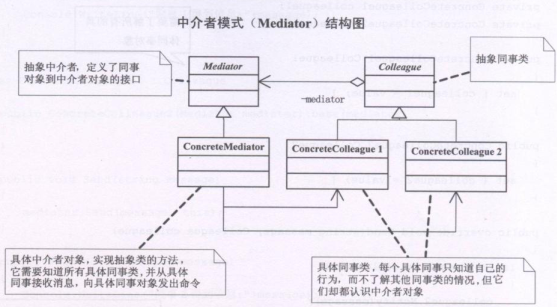 中介者模式（Mediator）结构图
抽象中介者，定义了同事
对象到中介者对象的接口
Mediator
Colleague
抽象同事类
-mediator
ConcreteMediator
ConcreteColleague 1
ConcreteColleague 2
具体中介者对象，实现抽象类的方法，
它需要知道所有具体同事类，并从具体
同事接收消息，向具体同事对象发出命令
具体同事类，每个具体同事只知道自己的
行为，而不了解其他同事类的情况，但它
们却都认识中介者对象